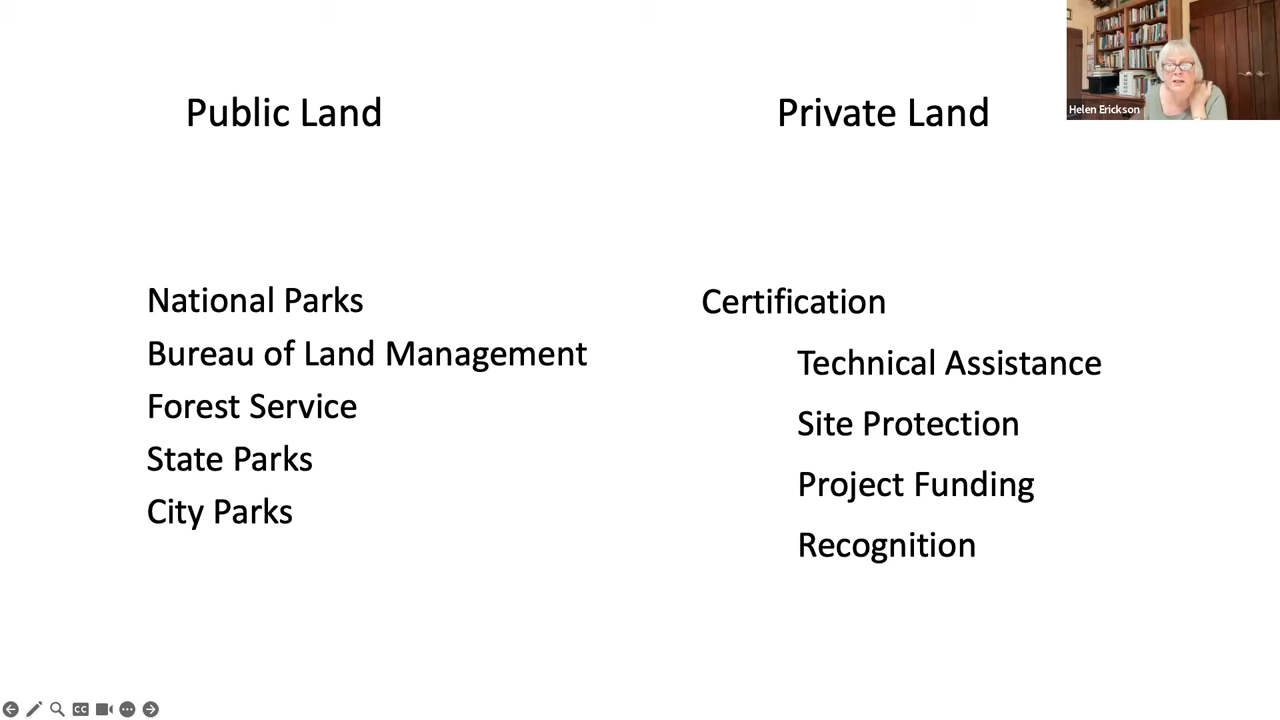 Public Land
Private Land
Helen Erickson
National Parks
Bureau of Land Management
Forest Service
State Parks
City Parks
Certification
Technical Assistance
Site Protection
Project Funding
Recognition
CC